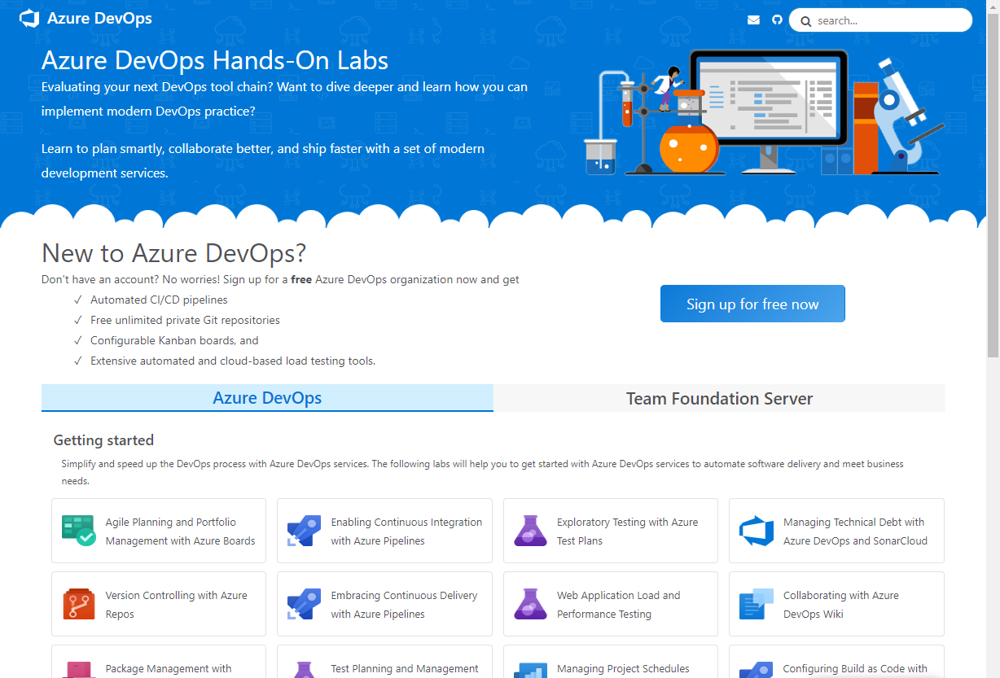 Azure DevOps
search...
Azure DevOps Hands-On Labs
Evaluating your next DevOps tool chain? Want to dive deeper and learn how you can
implement modern DevOps practice?
Learn to plan smartly, collaborate better, and ship faster with a set of modern
development services.
New to Azure DevOps?
Don't have an account? No worries! Sign up for a free Azure DevOps organization now and get
✓ Automated CI/CD pipelines
✓ Free unlimited private Git repositories
✓ Configurable Kanban boards, and
✓ Extensive automated and cloud-based load testing tools.
Sign up for free now
Azure DevOps
Team Foundation Server
Getting started
Simplify and speed up the DevOps process with Azure DevOps services. The following labs will help you to get started with Azure DevOps services to automate software delivery and meet business
needs.
Agile Planning and Portfolio
Management with Azure Boards
Enabling Continuous Integration
with Azure Pipelines
Exploratory Testing with Azure
Test Plans
Managing Technical Debt with
Azure DevOps and SonarCloud
Version Controlling with Azure
Repos
Embracing Continuous Delivery
with Azure Pipelines
Web Application Load and
Performance Testing
Collaborating with Azure
DevOps Wiki
Package Management with
Test Planning and Management
Managing Project Schedules
Configuring Build as Code with